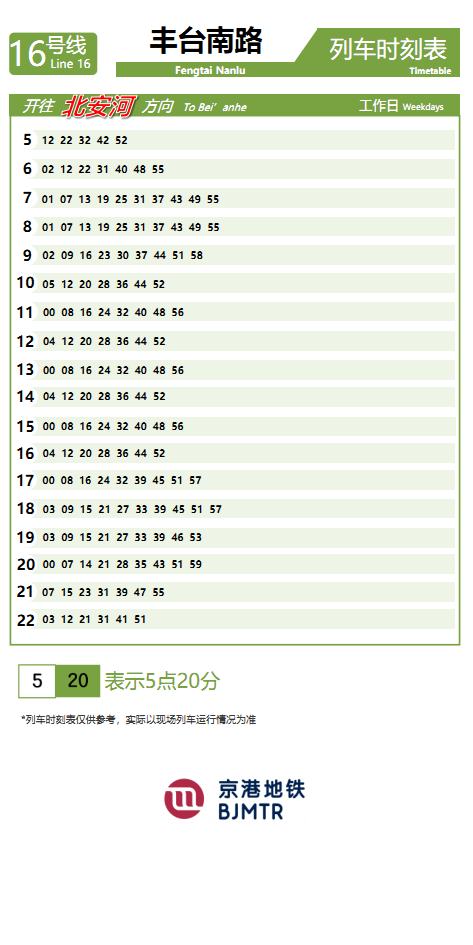 16号线
Line 16
丰台南路
Fengtai Nanlu
列车时刻表
Timetable
开往 北安河 方向 To Bei'anhe 工作日 Weekdays
5 12 22 32 42 52
6 02 12 22 31 40 48 55
7 01 07 13 19 25 31 37 43 49 55
8 01 07 13 19 25 31 37 43 49 55
9 02 09 16 23 30 37 44 51 58
10 05 12 20 28 36 44 52
11 00 08 16 24 32 40 48 56
12 04 12 20 28 36 44 52
13 00 08 16 24 32 40 48 56
14 04 12 20 28 36 44 52
15 00 08 16 24 32 40 48 56
16 04 12 20 28 36 44 52
17 00 08 16 24 32 39 45 51 57
18 03 09 15 21 27 33 39 45 51 57
19 03 09 15 21 27 33 39 46 53
20 00 07 14 21 28 35 43 51 59
21 07 15 23 31 39 47 55
22 03 12 21 31 41 51
5 20 表示5点20分
*列车时刻表仅供参考，实际以现场列车运行情况为准
京港地铁
BJMTR